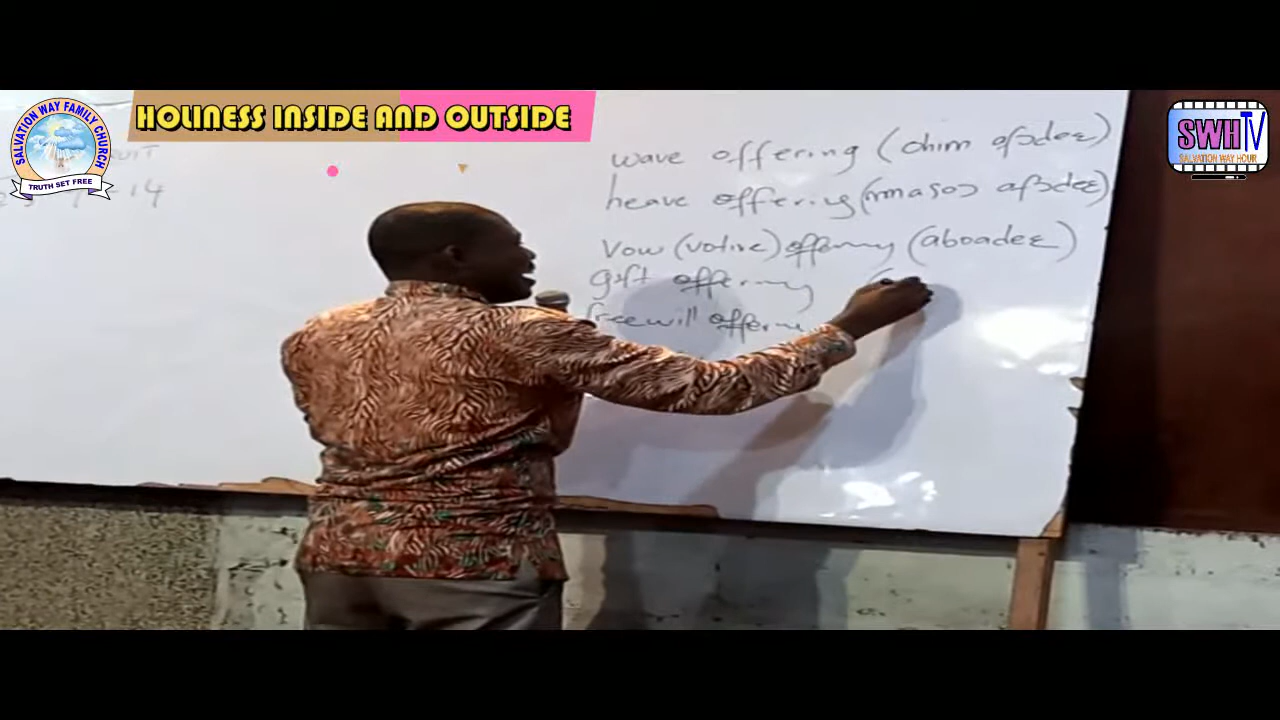 SALVATION WAY FAMILY CHURCH
TRUTH SET FREE
HOLINESS INSIDE AND OUTSIDE
SWHTV
SALVATION WAY HOUR
14
wave offering (ohim afɔdeɛ)
heave offering (mmasoɔ afɔdeɛ)
Vow (votive) offering (aboadeɛ)
gift offering (
freewill offering